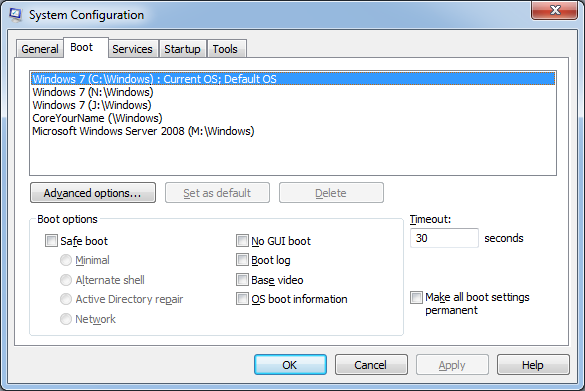 System Configuration
General Boot Services Startup Tools
Windows 7 (C:\Windows) : Current OS; Default OS
Windows 7 (N:\Windows)
Windows 7 (J:\Windows)
CoreYourName (\Windows)
Microsoft Windows Server 2008 (M:\Windows)
Advanced options... Set as default Delete
Boot options
Timeout:
Safe boot No GUI boot
30 seconds
Minimal Boot log
Alternate shell Base video
Active Directory repair OS boot information
Make all boot settings
permanent
Network
OK Cancel Apply Help